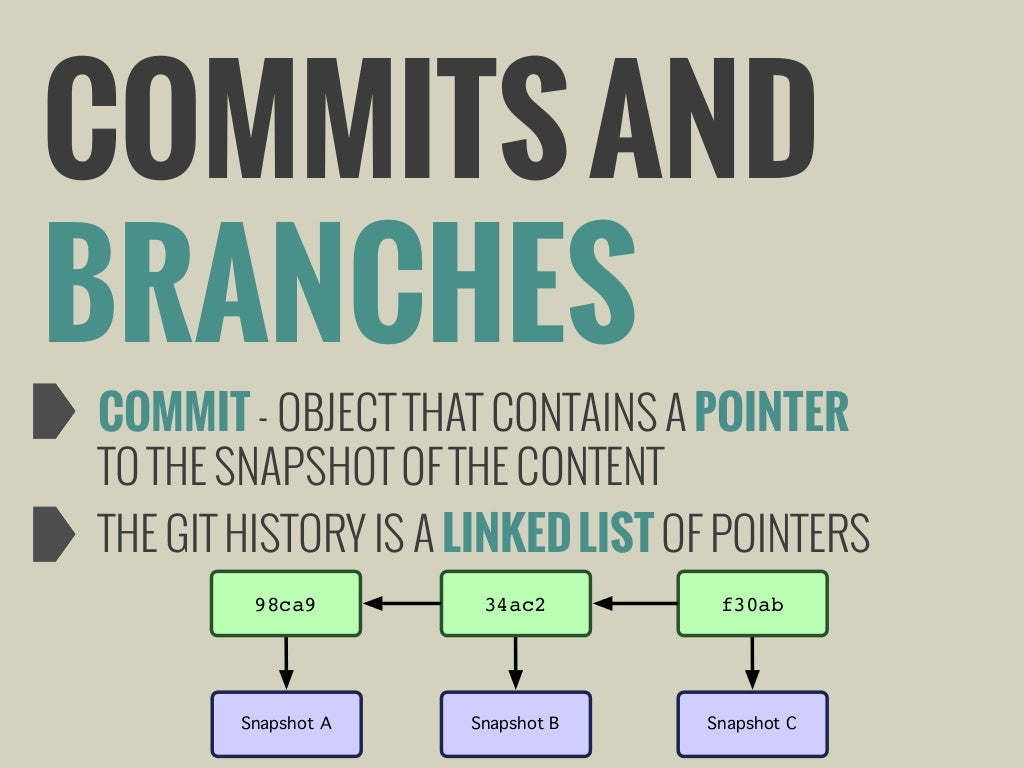 COMMITS AND
BRANCHES
COMMIT - OBJECT THAT CONTAINS A POINTER
TO THE SNAPSHOT OF THE CONTENT
THE GIT HISTORY IS A LINKED LIST OF POINTERS
98ca9 34ac2 f30ab
Snapshot A Snapshot B Snapshot C